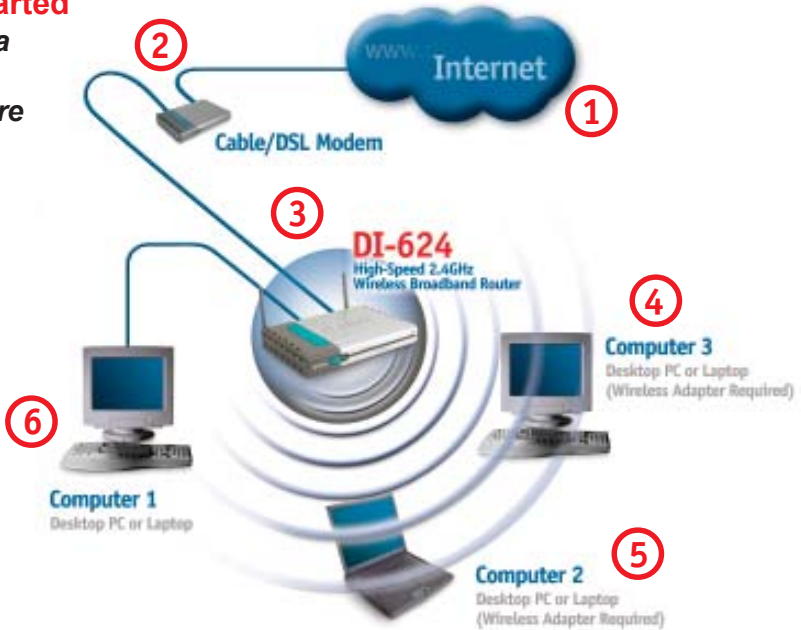 arted
a
re
2
www.
Internet
1
Cable/DSL Modem
3
DI-624
High-Speed 2.4GHz
Wireless Broadband Router
4
Computer 3
Desktop PC or Laptop
(Wireless Adapter Required)
6
Computer 1
Desktop PC or Laptop
5
Computer 2
Desktop PC or Laptop
(Wireless Adapter Required)